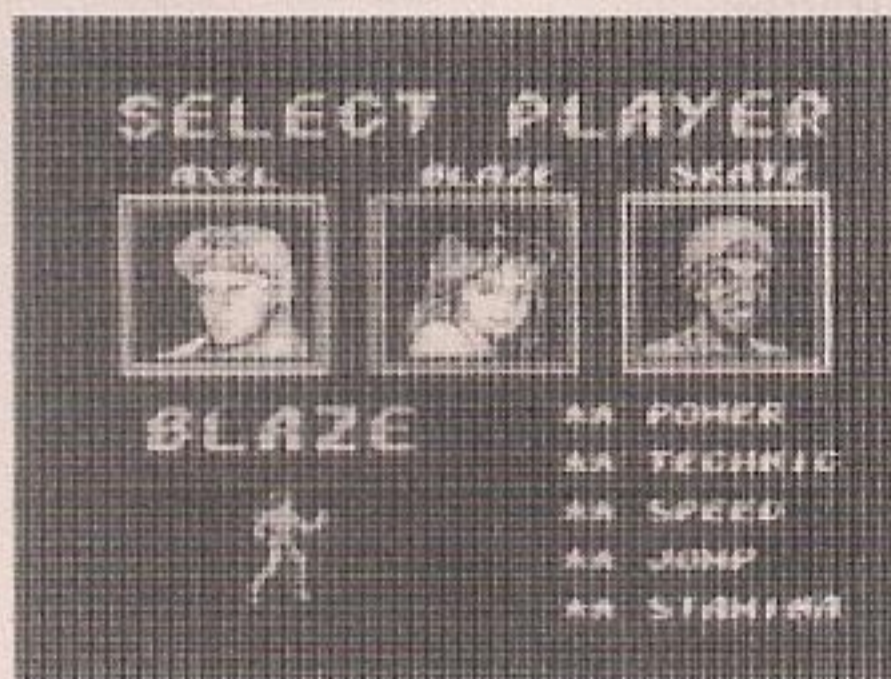 SELECT PLAYER
AXEL BLAZE SKATE
BLAZE
★★ POWER
★★ TECHNIC
★★ SPEED
★★ JUMP
★★ STAMINA